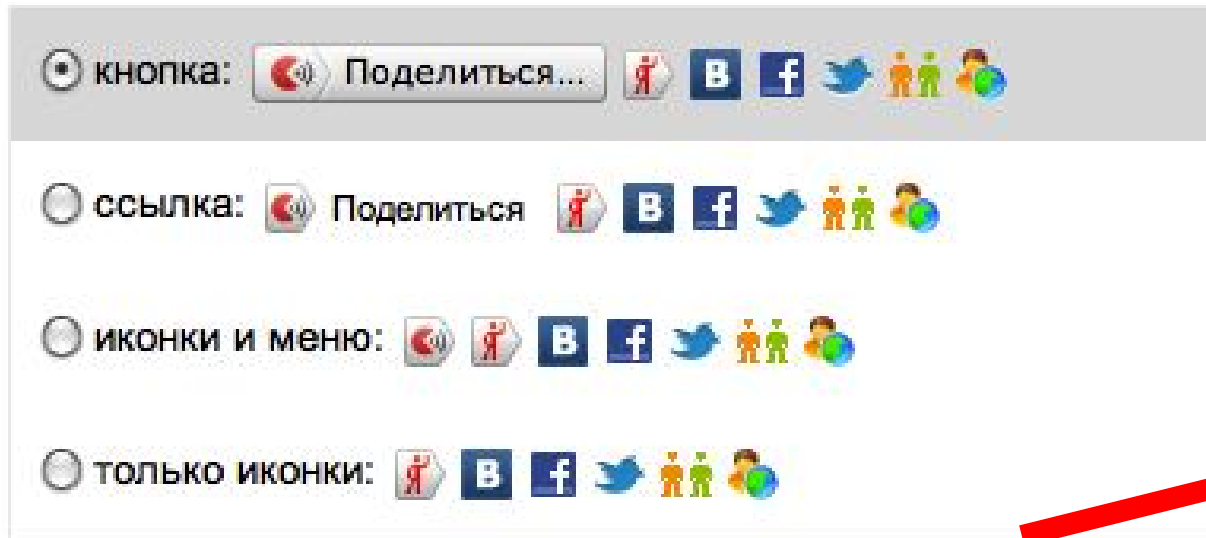 кнопка: Поделиться... Я B f
ссылка: Поделиться Я B f
иконки и меню: Я B f
только иконки: Я B f